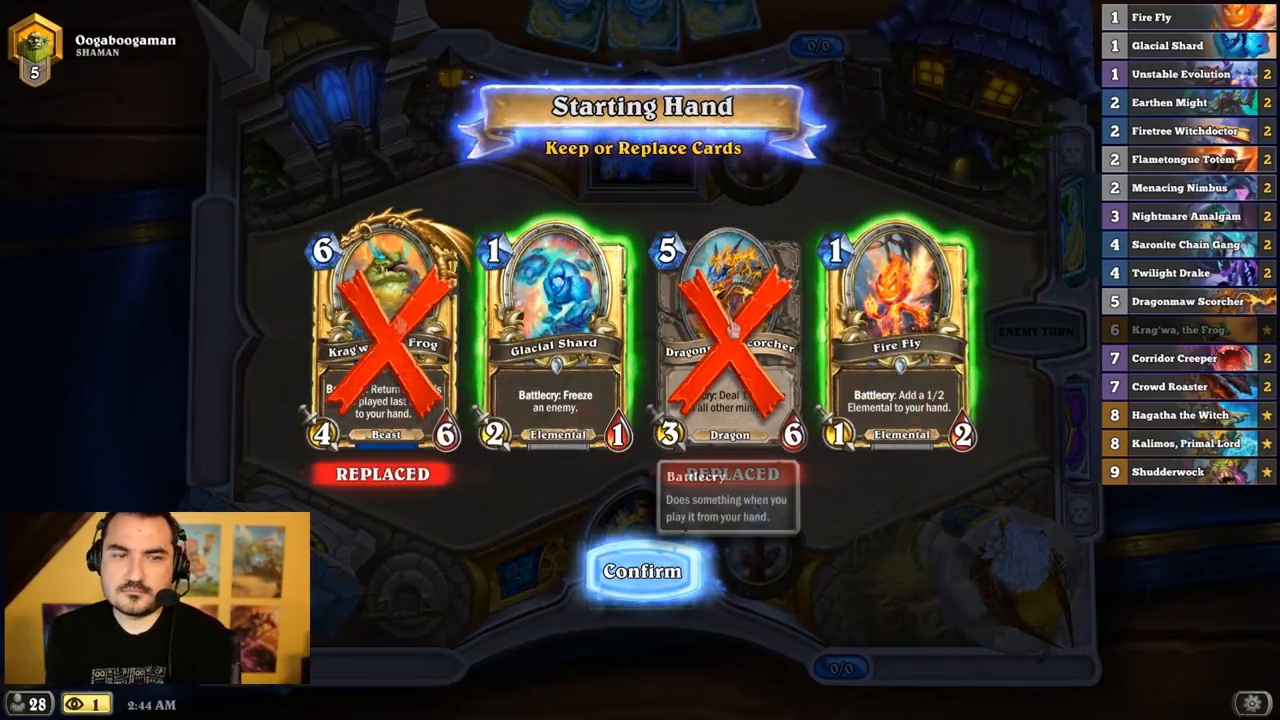 Oogaboogaman
SHAMAN
5
0/0
Starting Hand
Keep or Replace Cards
6
Krag'wa, Frog
Return
played last
to your hand.
4
Beast
6
REPLACED
1
Glacial Shard
Battlecry: Freeze
an enemy.
2
Elemental
1
5
Dragon corcher
Deal 1
all other
3
Dragon
6
REPLACED
Battlecry
Does something when you
play it from your hand.
1
Fire Fly
Battlecry: Add a 1/2
Elemental to your hand.
1
Elemental
2
ENEMY TURN
Confirm
0/0
1 Fire Fly
1 Glacial Shard
1 Unstable Evolution 2
2 Earthen Might 2
2 Firetree Witchdoctor 2
2 Flametongue Totem 2
2 Menacing Nimbus 2
3 Nightmare Amalgam 2
4 Saronite Chain Gang 2
4 Twilight Drake 2
5 Dragonmaw Scorcher
6 Krag'wa, the Frog
7 Corridor Creeper 2
7 Crowd Roaster 2
8 Hagatha the Witch
8 Kalimos, Primal Lord
9 Shudderwock
28
1
2:44 AM